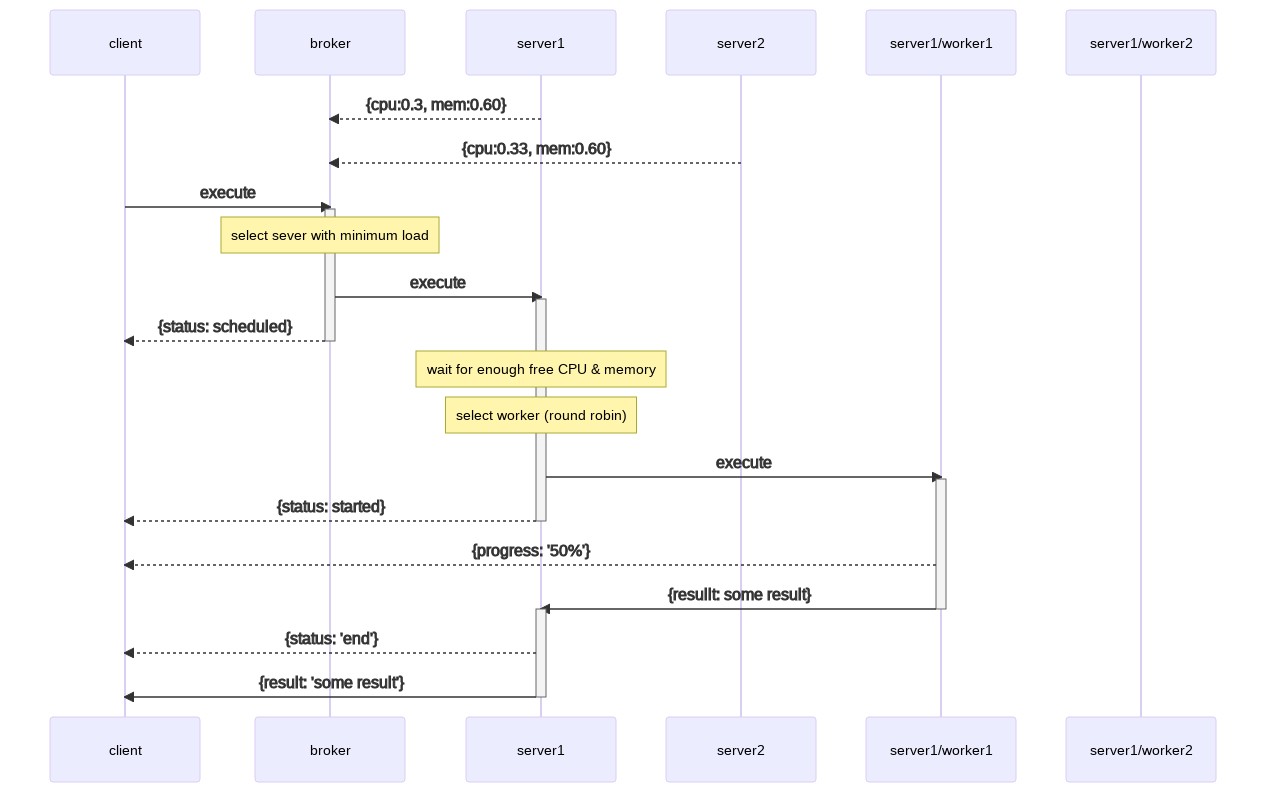 client
broker
server1
server2
server1/worker1
server1/worker2
{cpu:0.3, mem:0.60}
{cpu:0.33, mem:0.60}
execute
select sever with minimum load
execute
{status: scheduled}
wait for enough free CPU & memory
select worker (round robin)
execute
{status: started}
{progress: '50%'}
{resullt: some result}
{status: 'end'}
{result: 'some result'}
client
broker
server1
server2
server1/worker1
server1/worker2